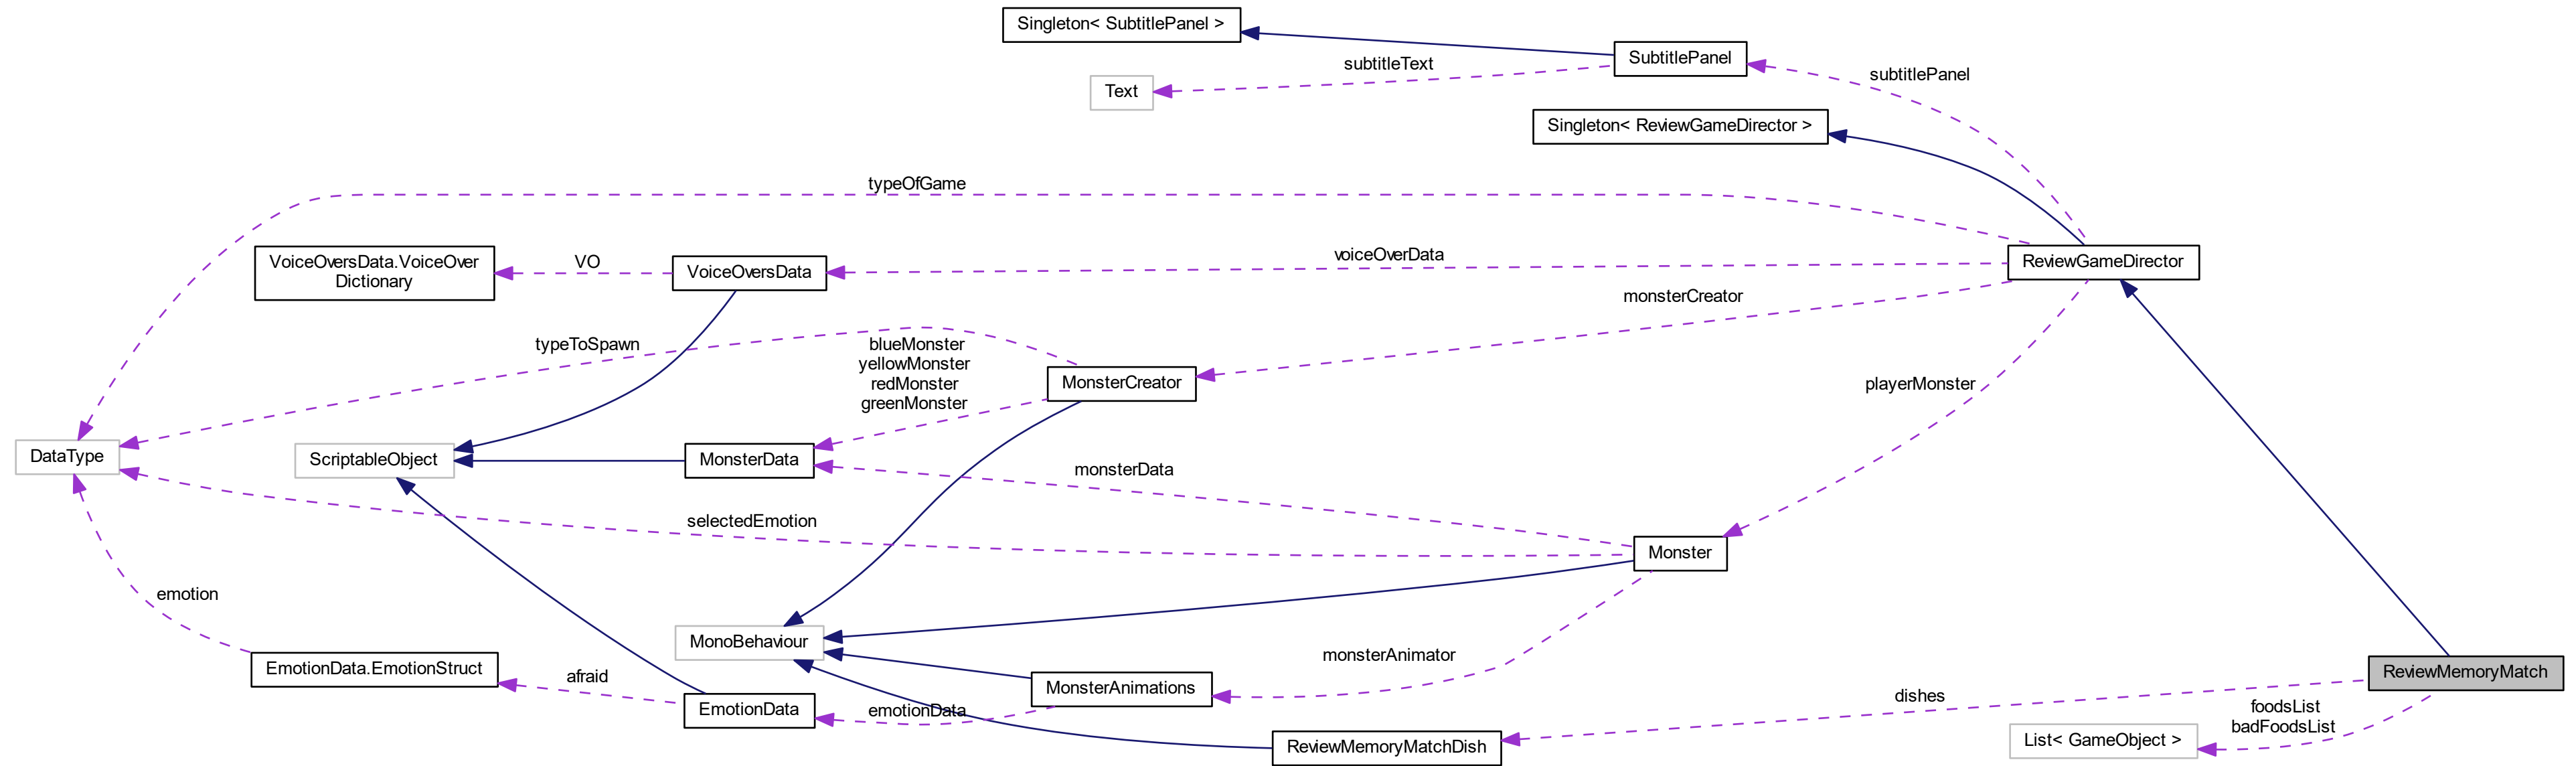 Singleton< SubtitlePanel >
SubtitlePanel
subtitleText
subtitlePanel
Text
Singleton< ReviewGameDirector >
typeOfGame
VoiceOversData.VoiceOver
Dictionary
VO
VoiceOversData
voiceOverData
ReviewGameDirector
monsterCreator
typeToSpawn
blueMonster
yellowMonster
redMonster
greenMonster
MonsterCreator
playerMonster
DataType
ScriptableObject
MonsterData
monsterData
selectedEmotion
Monster
emotion
MonoBehaviour
EmotionData.EmotionStruct
afraid
monsterAnimator
ReviewMemoryMatch
MonsterAnimations
EmotionData
emotionData
dishes
foodsList
badFoodsList
ReviewMemoryMatchDish
List< GameObject >